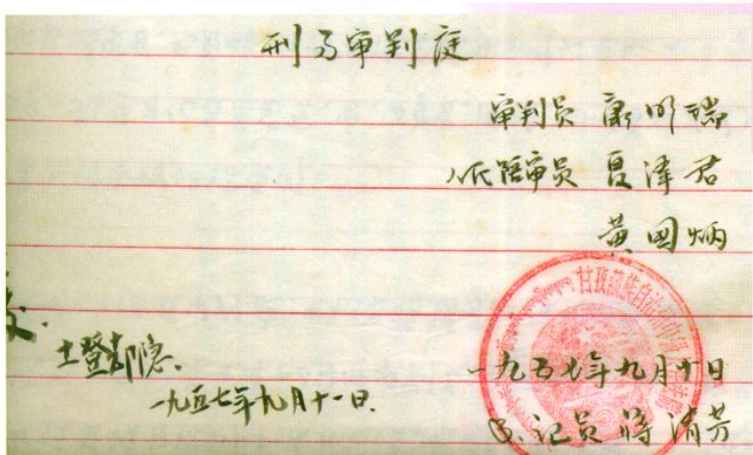 刑事审判庭
审判员 康明瑞
人民陪审员 夏泽君
黄国炳
甘孜藏族自治州中
土登郎
一九五七年九月十一日.
一九五七年九月十日
书记员 蒋清芳